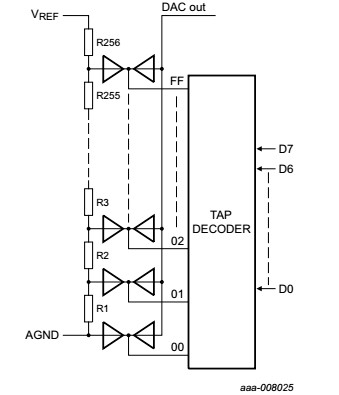 DAC out
VREF
R256
FF
R255
D7
D6
R3
TAP
DECODER
02
R2
D0
01
R1
AGND
00
aaa-008025